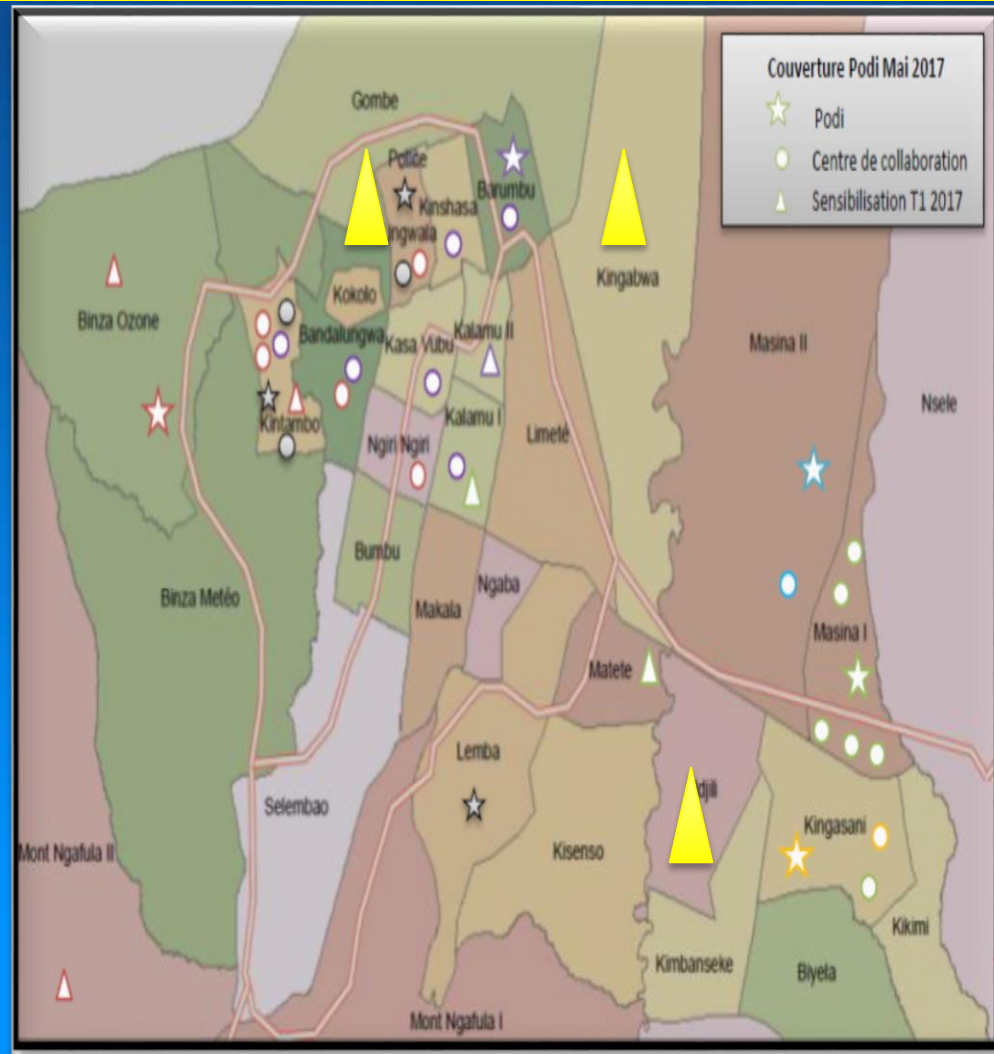 Couverture Podi Mai 2017
Podi
Centre de collaboration
Sensibilisation T1 2017
Gombe
Police
Barumbu
Kinshasa
ngwala
Kingabwa
Binza Ozone
Kokolo
Bandalungwa
Kasa Vubu
Kalamu II
Masina II
Nsele
Kintambo
Kalamu I
Ngiri Ngiri
Limeté
Bumbu
Ngaba
Binza Metéo
Makala
Masina I
Matete
Lemba
djili
Selembao
Kingasani
Mont Ngafula II
Kisenso
Kikimi
Kimbanseke
Biyela
Mont Ngafula I